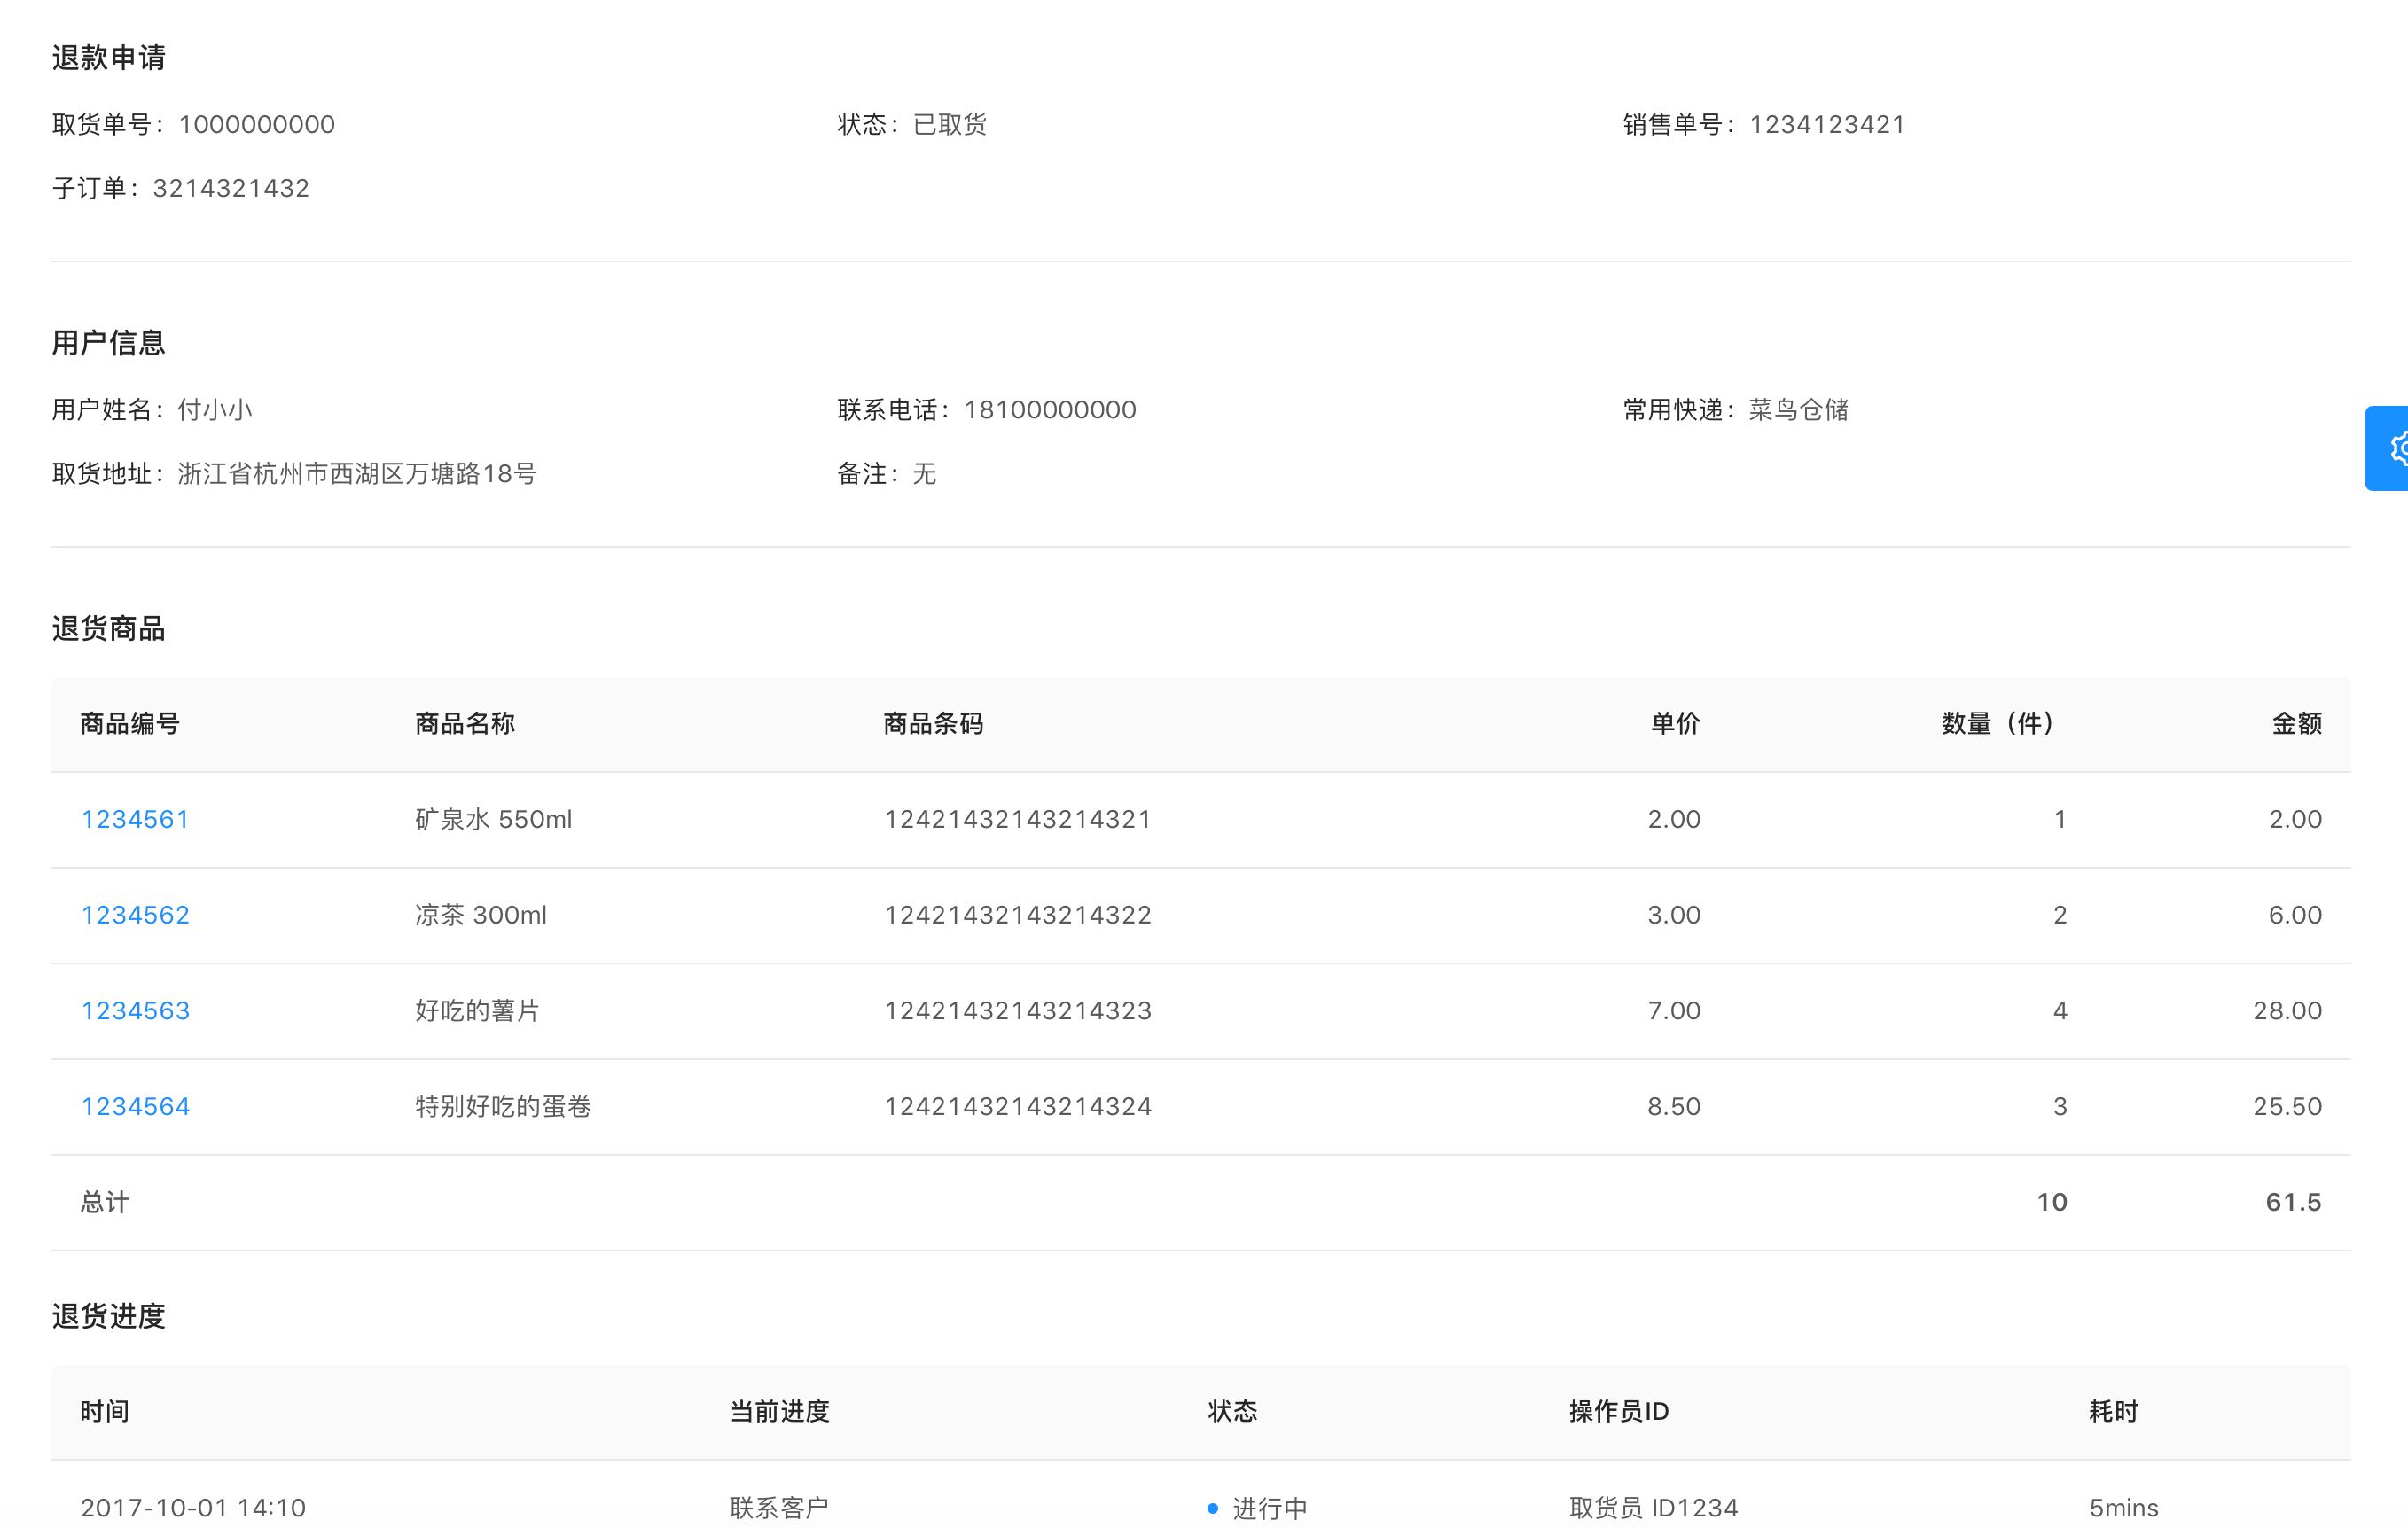 退款申请
取货单号： 1000000000 状态： 已取货 销售单号： 1234123421
子订单： 3214321432
用户信息
用户姓名： 付小小 联系电话： 18100000000 常用快递： 菜鸟仓储
取货地址： 浙江省杭州市西湖区万塘路18号 备注： 无
退货商品
商品编号 商品名称 商品条码 单价 数量（件） 金额
1234561 矿泉水 550ml 12421432143214321 2.00 1 2.00
1234562 凉茶 300ml 12421432143214322 3.00 2 6.00
1234563 好吃的薯片 12421432143214323 7.00 4 28.00
1234564 特别好吃的蛋卷 12421432143214324 8.50 3 25.50
总计 10 61.5
退货进度
时间 当前进度 状态 操作员ID 耗时
2017-10-01 14:10 联系客户 进行中 取货员 ID1234 5mins